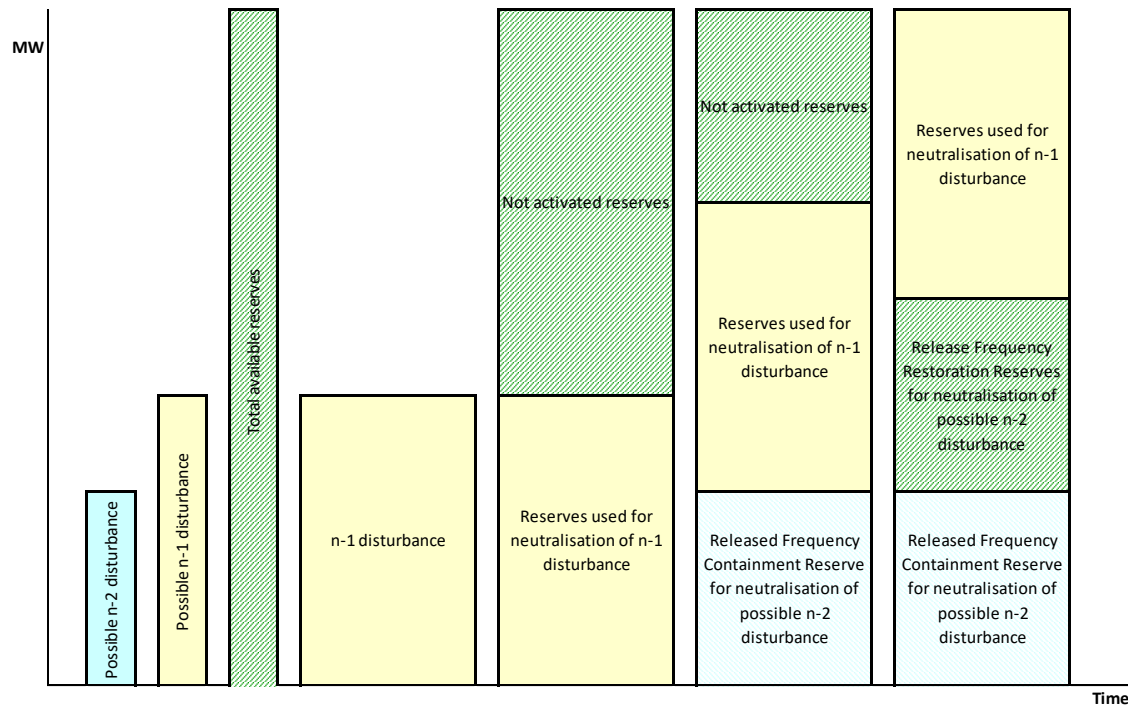 MW
Possible n-2 disturbance
Possible n-1 disturbance
Total available reserves
n-1 disturbance
Not activated reserves
Reserves used for
neutralisation of n-1
disturbance
Not activated reserves
Reserves used for
neutralisation of n-1
disturbance
Released Frequency
Containment Reserve
for neutralisation of
possible n-2
disturbance
Reserves used for
neutralisation of n-1
disturbance
Release Frequency
Restoration Reserves
for neutralisation of
possible n-2
disturbance
Released Frequency
Containment Reserve
for neutralisation of
possible n-2
disturbance
Time